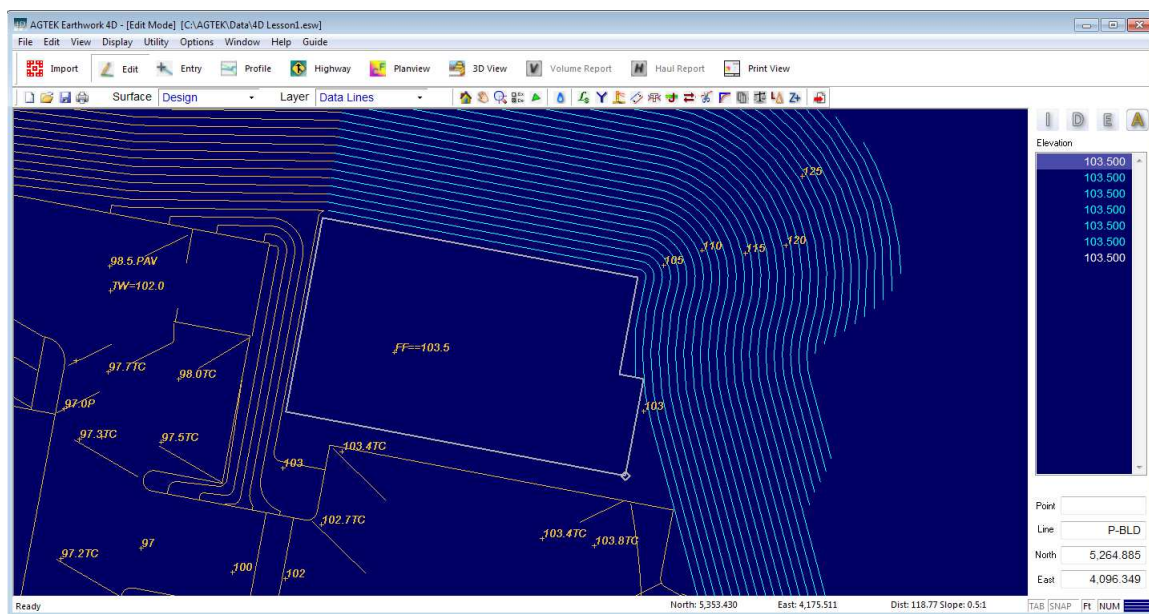 AGTEK Earthwork 4D - [Edit Mode] [C:\AGTEK\Data\4D Lesson1.esw]
File Edit View Display Utility Options Window Help Guide
Import Edit Entry Profile Highway Planview 3D View V Volume Report H Haul Report Print View
Surface Design Layer Data Lines
I D E A
Elevation
103.500
103.500
103.500
103.500
103.500
103.500
103.500
125
120
115
110
105
98.5.PAV
TW=102.0
FF==103.5
97.7TC
98.0TC
97.0P
103
97.3TC
97.5TC
103.4TC
103
102.7TC
103.4TC
103.8TC
97
97.2TC
100
102
Point
Line P-BLD
North 5,264.885
East 4,096.349
Ready North: 5,353.430 East: 4,175.511 Dist: 118.77 Slope: 0.5:1 TAB SNAP Ft NUM